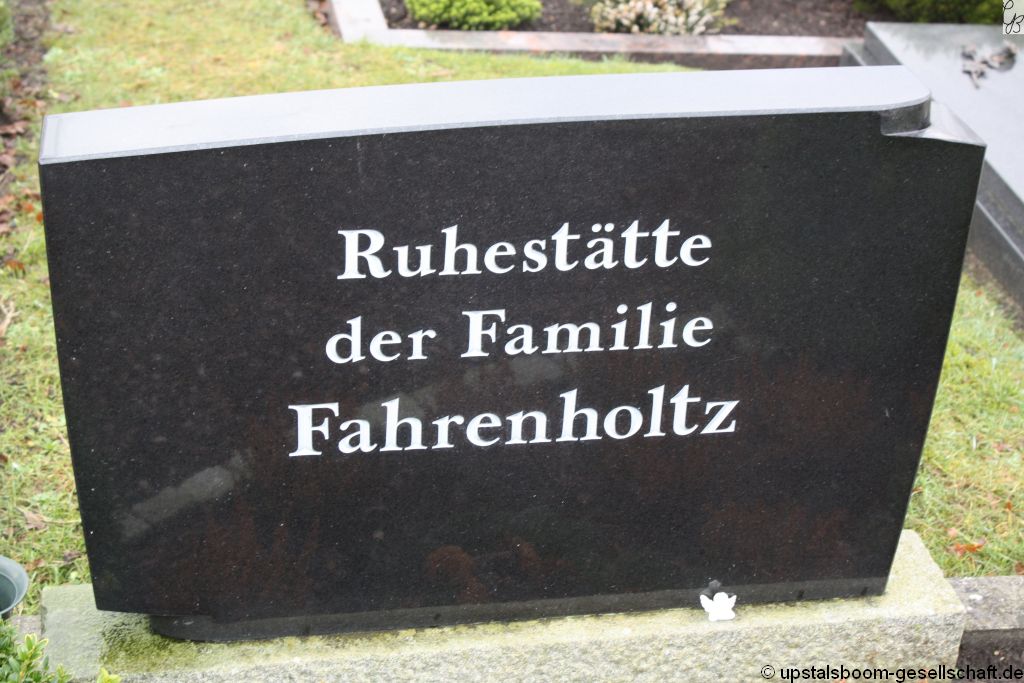 Ruhestätte
der Familie
Fahrenholtz
© upstalsboom-gesellschaft.de